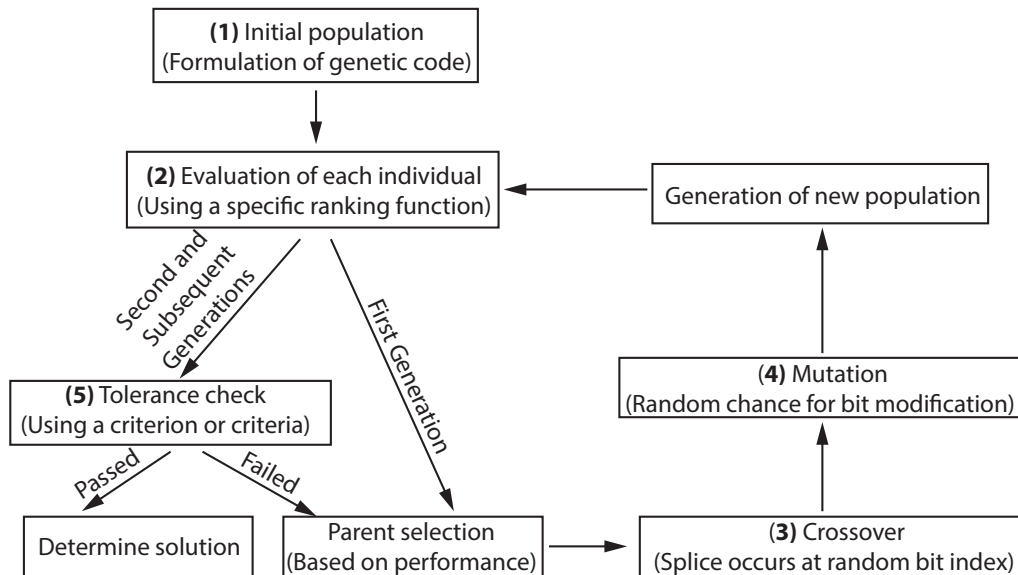 (1) Initial population
(Formulation of genetic code)
(2) Evaluation of each individual
(Using a specific ranking function)
Generation of new population
Second and
Subsequent
Generations
First Generation
(5) Tolerance check
(Using a criterion or criteria)
(4) Mutation
(Random chance for bit modification)
Passed
Failed
Determine solution
Parent selection
(Based on performance)
(3) Crossover
(Splice occurs at random bit index)